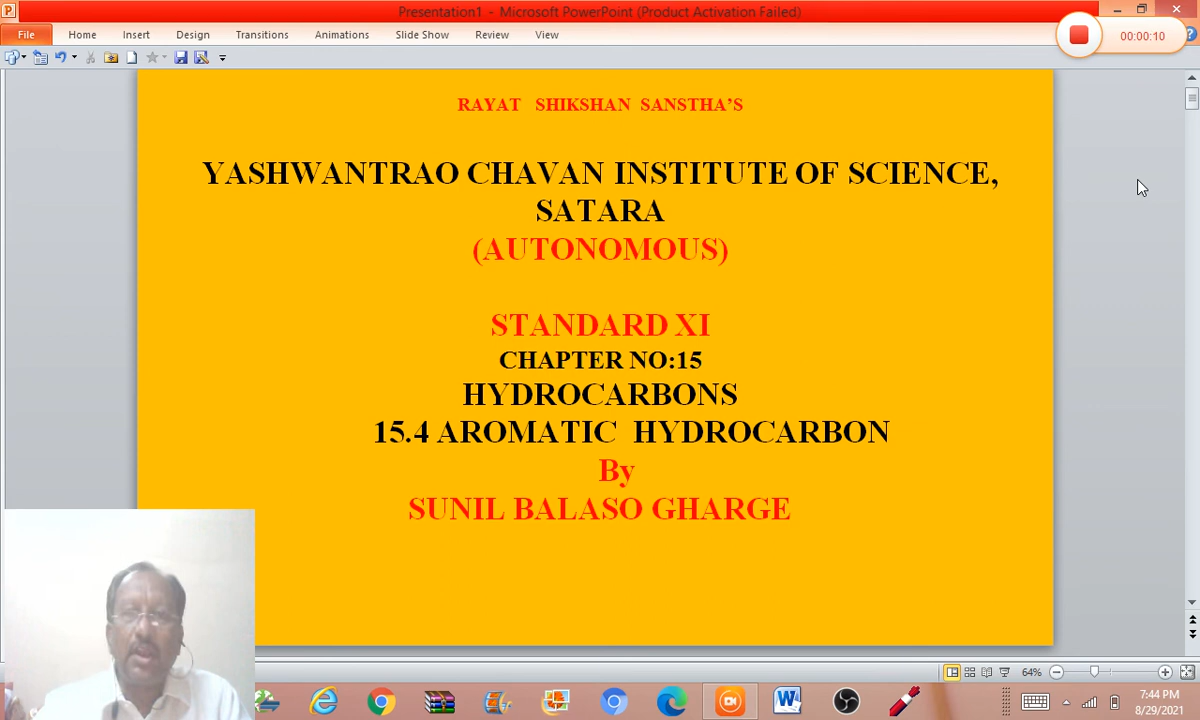 Presentation1 - Microsoft PowerPoint (Product Activation Failed)
File Home Insert Design Transitions Animations Slide Show Review View
00:00:10
RAYAT SHIKSHAN SANSTHA'S
YASHWANTRAO CHAVAN INSTITUTE OF SCIENCE,
SATARA
(AUTONOMOUS)
STANDARD XI
CHAPTER NO:15
HYDROCARBONS
15.4 AROMATIC HYDROCARBON
By
SUNIL BALASO GHARGE
64%
7:44 PM
8/29/2021